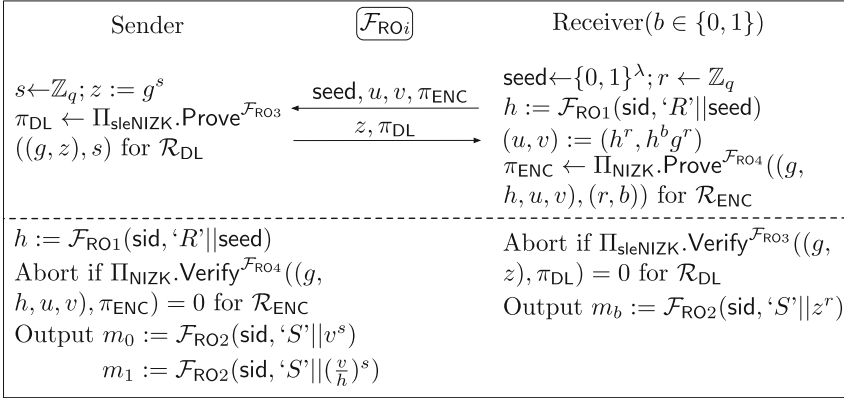 Sender
F_ROi
Receiver(b ∈ {0, 1})
s←ℤ_q; z := g^s
π_DL ← Π_sleNIZK.Prove^{F_RO3}
((g, z), s) for R_DL
seed, u, v, π_ENC
z, π_DL
seed←{0, 1}^λ; r ← ℤ_q
h := F_RO1(sid, ‘R’||seed)
(u, v) := (h^r, h^b g^r)
π_ENC ← Π_NIZK.Prove^{F_RO4}((g,
h, u, v), (r, b)) for R_ENC
h := F_RO1(sid, ‘R’||seed)
Abort if Π_NIZK.Verify^{F_RO4}((g,
h, u, v), π_ENC) = 0 for R_ENC
Output m_0 := F_RO2(sid, ‘S’||v^s)
m_1 := F_RO2(sid, ‘S’||(v/h)^s)
Abort if Π_sleNIZK.Verify^{F_RO3}((g,
z), π_DL) = 0 for R_DL
Output m_b := F_RO2(sid, ‘S’||z^r)